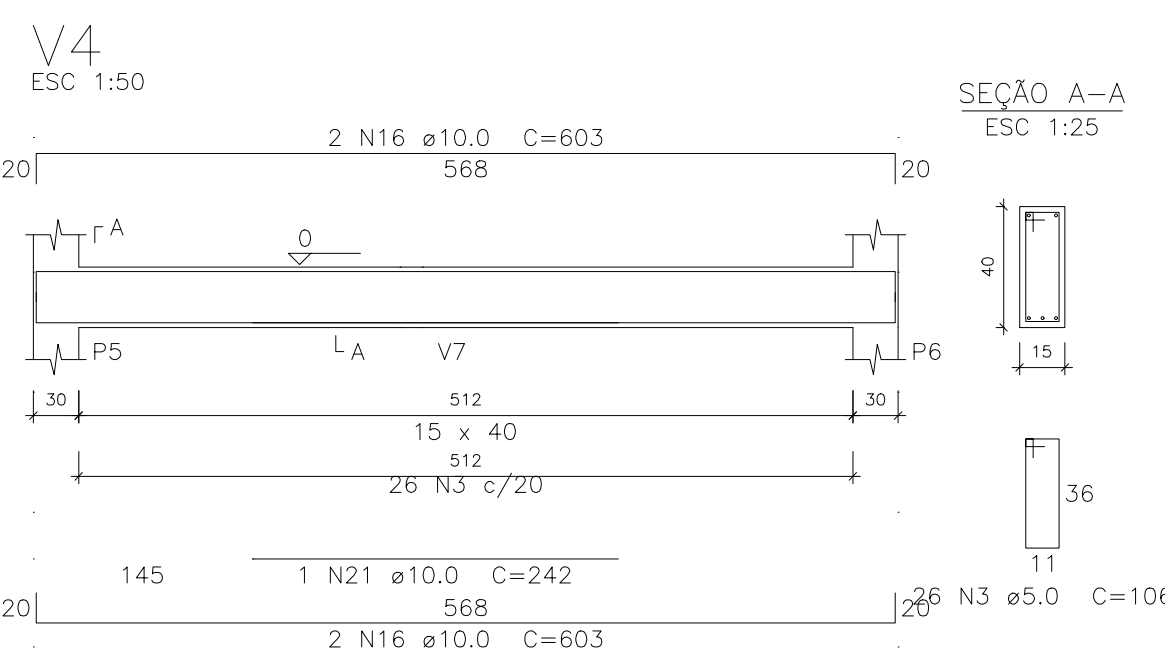 V4
ESC 1:50
SEÇÃO A-A
ESC 1:25
2 N16 ø10.0 C=603
20
568
20
A
0
40
A
V7
P5
P6
15
30
512
30
15 x 40
512
26 N3 c/20
36
11
145
1 N21 ø10.0 C=242
26 N3 ø5.0 C=106
20
568
20
2 N16 ø10.0 C=603